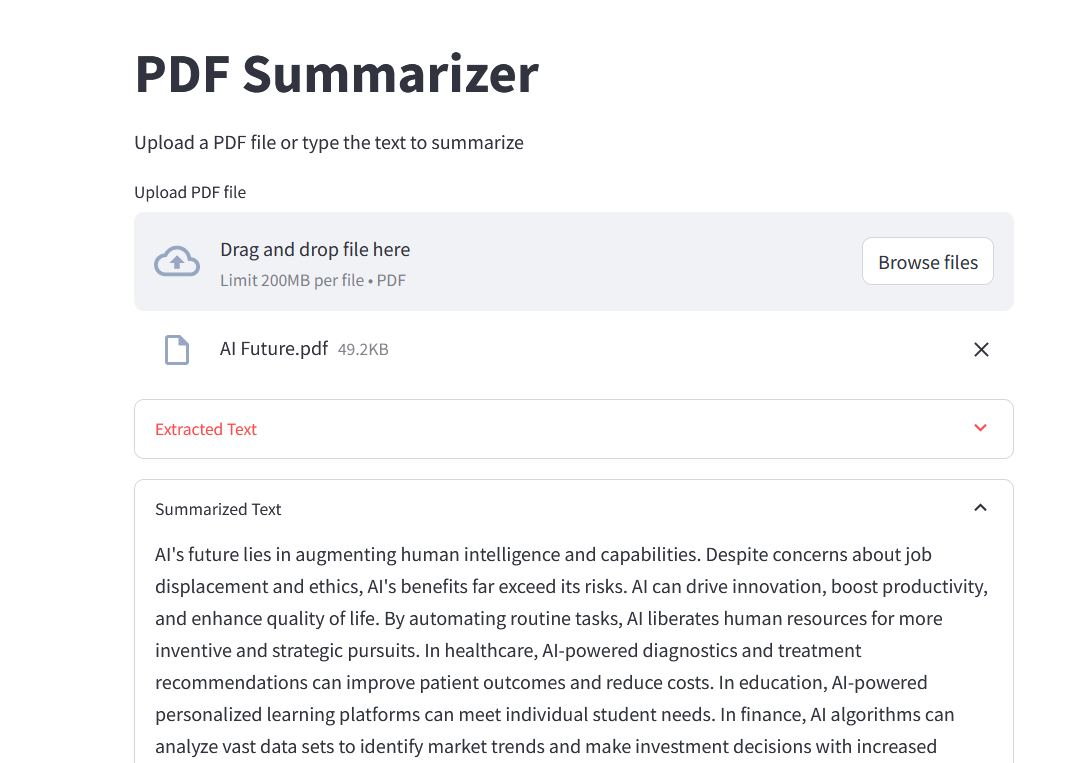 PDF Summarizer
Upload a PDF file or type the text to summarize
Upload PDF file
Drag and drop file here
Limit 200MB per file • PDF
Browse files
AI Future.pdf 49.2KB
Extracted Text
Summarized Text
AI's future lies in augmenting human intelligence and capabilities. Despite concerns about job
displacement and ethics, AI's benefits far exceed its risks. AI can drive innovation, boost productivity,
and enhance quality of life. By automating routine tasks, AI liberates human resources for more
inventive and strategic pursuits. In healthcare, AI-powered diagnostics and treatment
recommendations can improve patient outcomes and reduce costs. In education, AI-powered
personalized learning platforms can meet individual student needs. In finance, AI algorithms can
analyze vast data sets to identify market trends and make investment decisions with increased